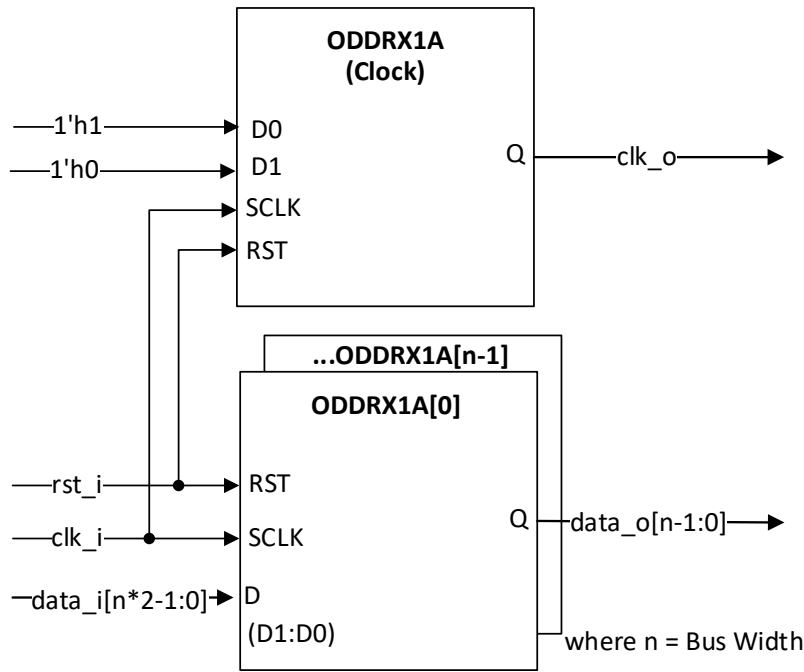 ODDRX1A
(Clock)
1'h1
D0
1'h0
D1
Q
clk_o
SCLK
RST
...ODDRX1A[n-1]
ODDRX1A[0]
rst_i
RST
clk_i
SCLK
Q
data_o[n-1:0]
data_i[n*2-1:0]
D
(D1:D0)
where n = Bus Width